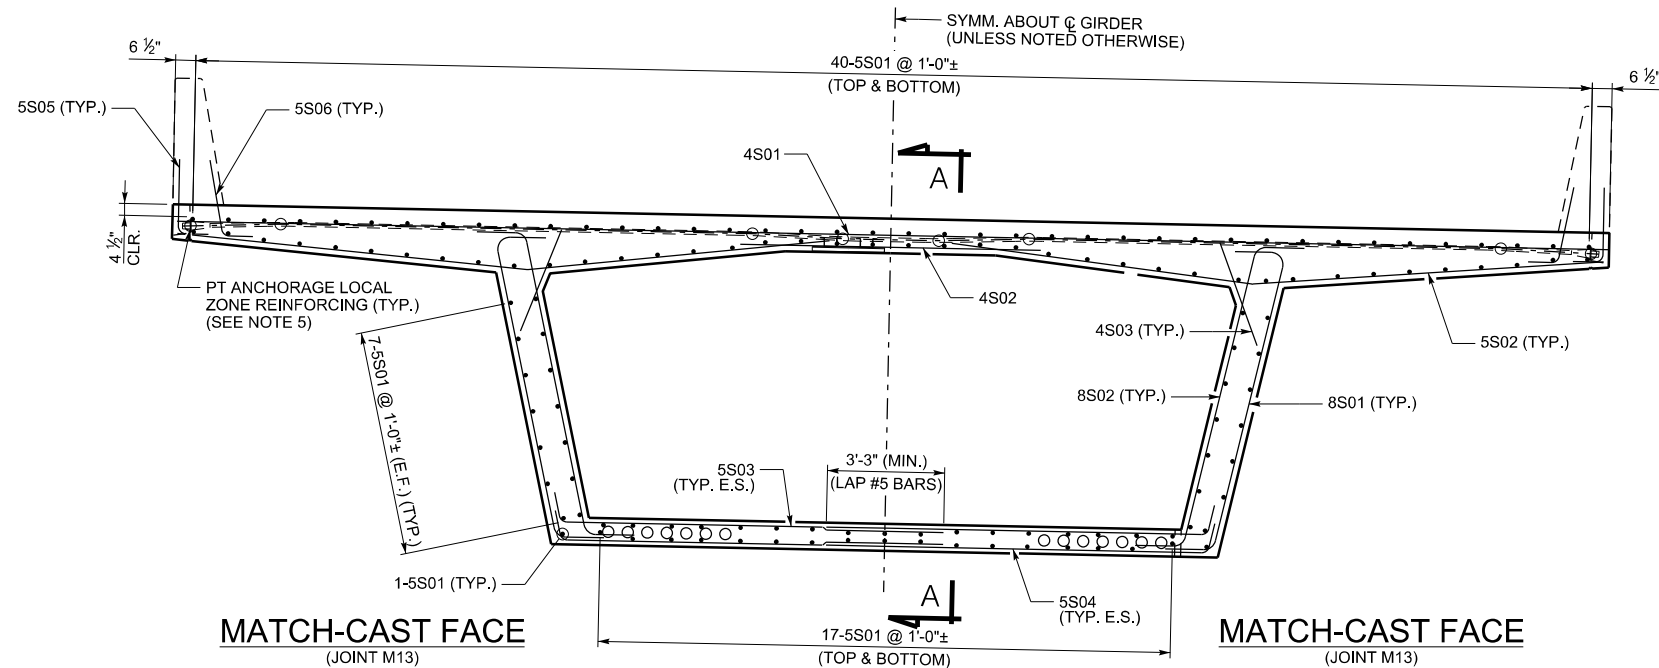 SYMM. ABOUT ℄ GIRDER
(UNLESS NOTED OTHERWISE)
6 ½"
40-5S01 @ 1'-0"±
(TOP & BOTTOM)
6 ½"
5S05 (TYP.)
5S06 (TYP.)
4S01
A
4 ½"
CLR.
PT ANCHORAGE LOCAL
ZONE REINFORCING (TYP.)
(SEE NOTE 5)
4S02
4S03 (TYP.)
5S02 (TYP.)
7-5S01 @ 1'-0"± (E.F.) (TYP.)
8S02 (TYP.)
8S01 (TYP.)
5S03
(TYP. E.S.)
3'-3" (MIN.)
(LAP #5 BARS)
1-5S01 (TYP.)
A
5S04
(TYP. E.S.)
17-5S01 @ 1'-0"±
(TOP & BOTTOM)
MATCH-CAST FACE
(JOINT M13)
MATCH-CAST FACE
(JOINT M13)